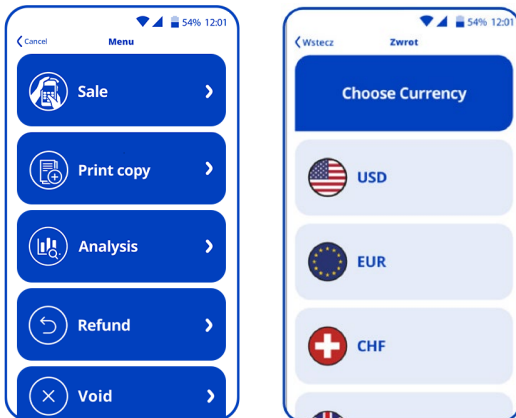 54% 12:01
Cancel
Menu
Sale
Print copy
Analysis
Refund
Void
54% 12:01
Wstecz
Zwrot
Choose Currency
USD
EUR
CHF